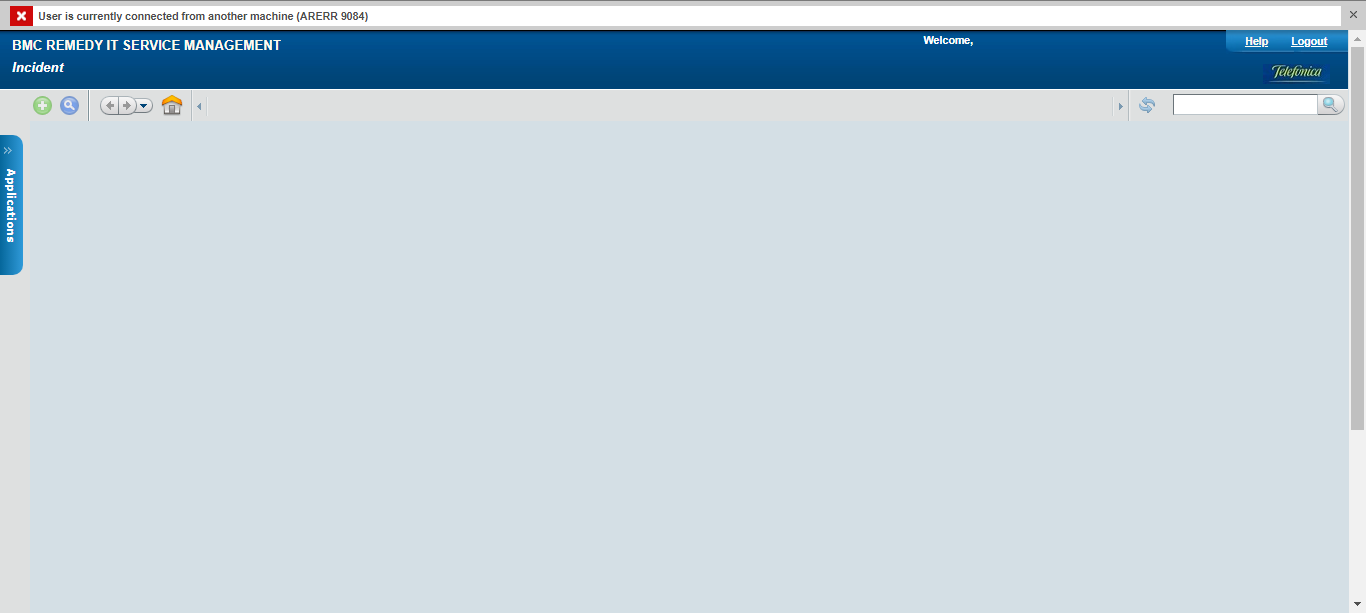 User is currently connected from another machine (ARERR 9084)
BMC REMEDY IT SERVICE MANAGEMENT
Welcome,
Help
Logout
Incident
Telefónica
Applications